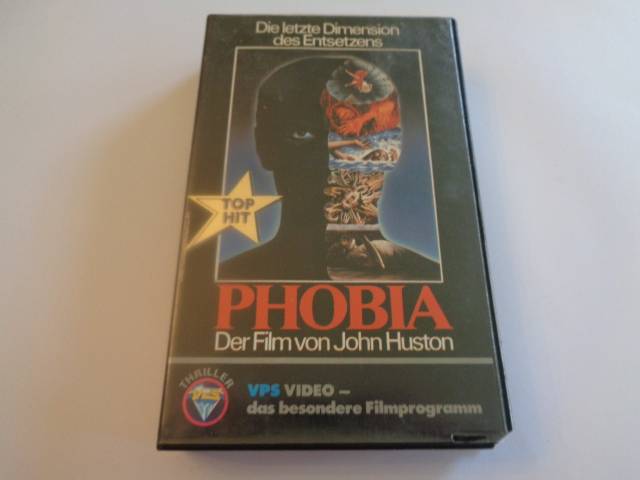 Die letzte Dimension
des Entsetzens
TOP
HIT
PHOBIA
Der Film von John Huston
THRILLER
VPS
VPS VIDEO –
das besondere Filmprogramm